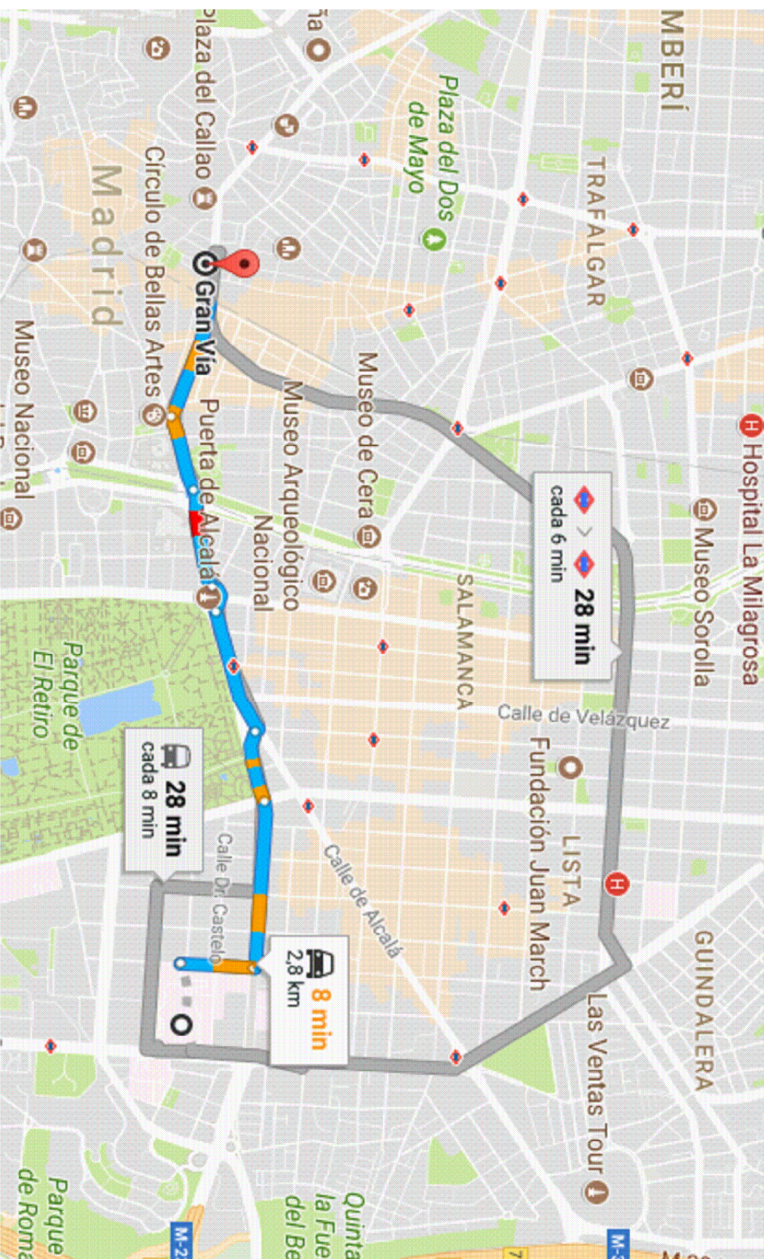 H Hospital La Milagrosa
MBERÍ
Museo Sorolla
GUINDALERA
Calle de Velázquez
H
M-3
TRAFALGAR
28 min
cada 6 min
LISTA
Las Ventas Tour
Fundación Juan March
7
SALAMANCA
Plaza del Dos
de Mayo
Museo de Cera
Calle de Alcalá
Quinta
la Fue
del Be
ña
Museo Arqueológico
Nacional
8 min
2,8 km
Plaza del Callao
Gran Vía
Puerta de Alcalá
Calle Dr. Castelo
M-2
Círculo de Bellas Artes
28 min
cada 8 min
Madrid
Parque de
El Retiro
Parque
de Roma
Museo Nacional